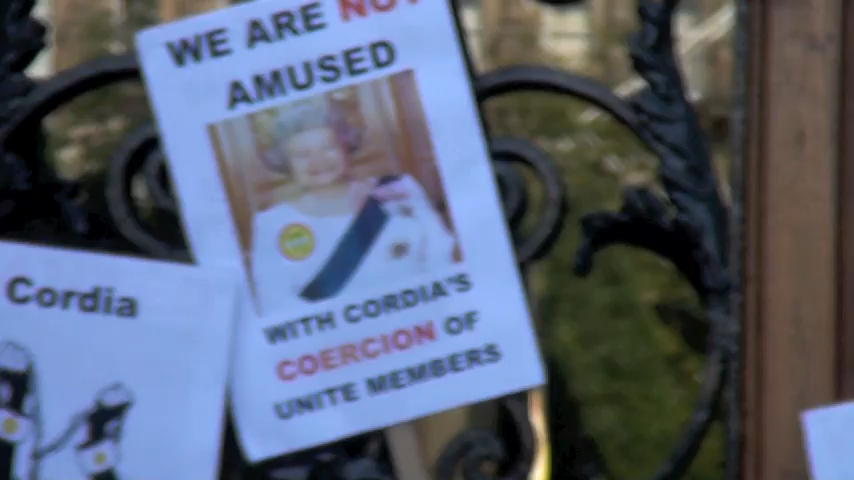 WE ARE NOT
AMUSED
WITH CORDIA'S
COERCION OF
UNITE MEMBERS
Cordia